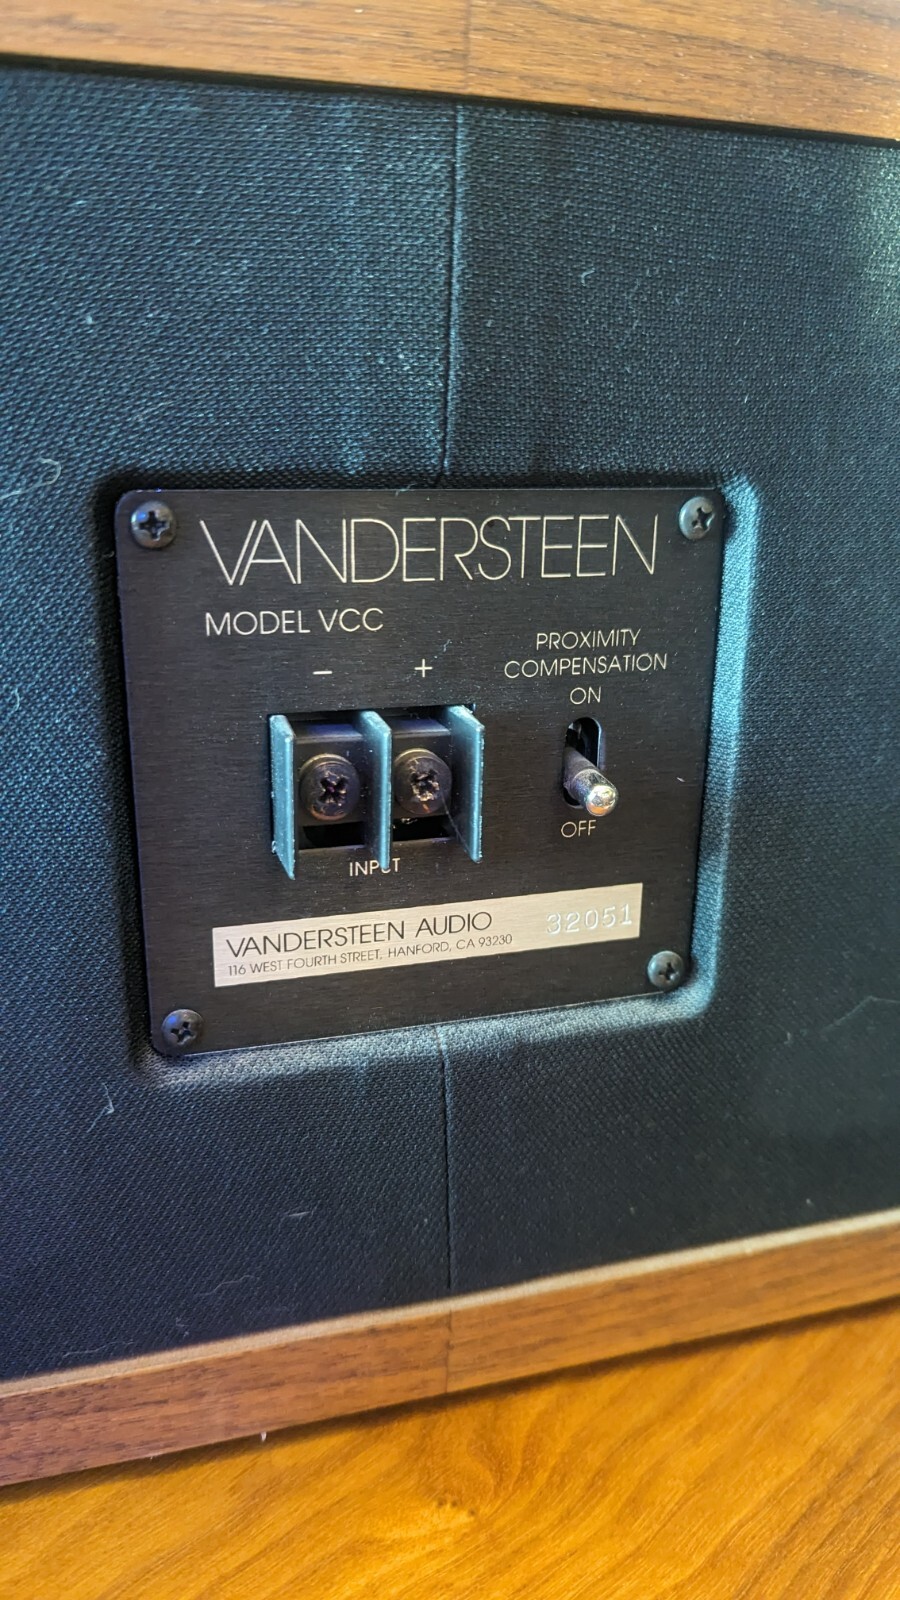 VANDERSTEEN
MODEL VCC
− +
PROXIMITY
COMPENSATION
ON
OFF
INPUT
VANDERSTEEN AUDIO 32051
116 WEST FOURTH STREET, HANFORD, CA 93230